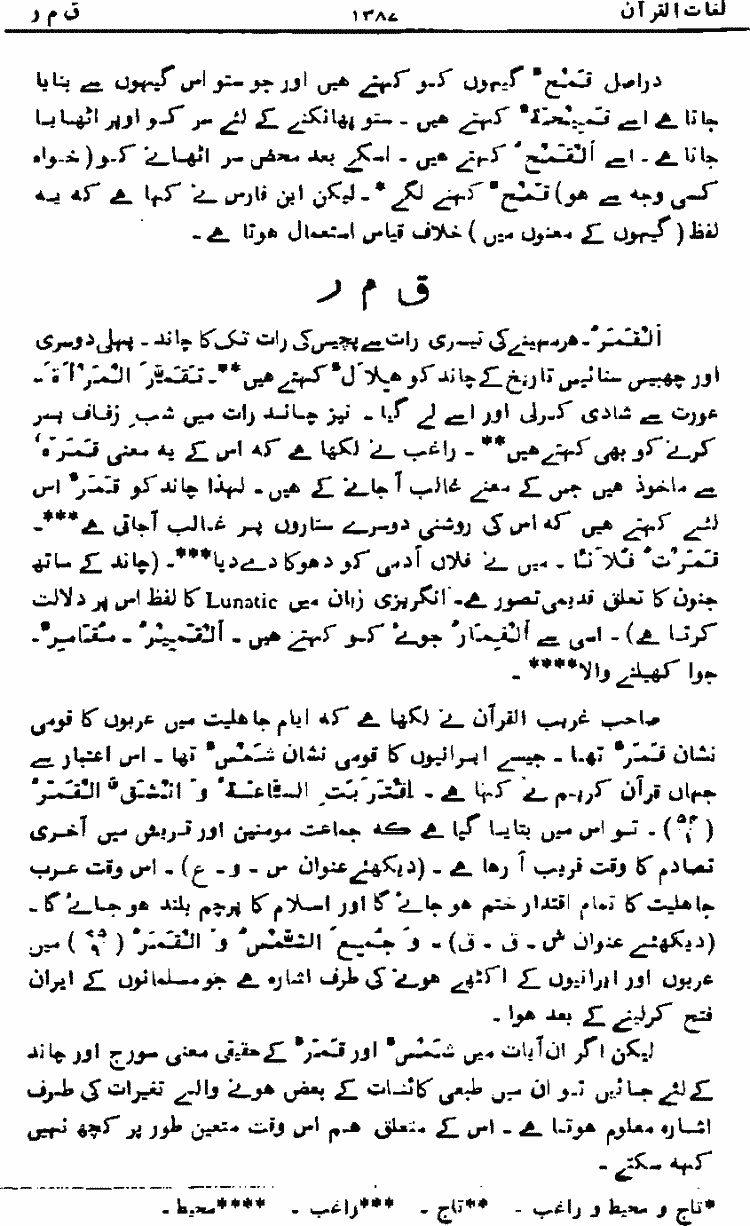 لغات القرآن ۱۳۸۷ ق م ر
دراصل قَمْحٌ گیہوں کو کہتے ہیں اور جو ستو اس گیہوں سے بنایا
جاتا ہے اسے قَمِیْحَۃٌ کہتے ہیں ۔ ستو پھانکنے کے لئے سر کو اوپر اٹھایا
جاتا ہے ۔ اسے اَلْقَمْحُ کہتے ہیں ۔ اسکے بعد محض سر اٹھانے کو ( خواہ
کسی وجہ سے ہو ) قَمْحٌ کہنے لگے * ۔ لیکن ابن فارس نے کہا ہے کہ یہ
لفظ ( گیہوں کے معنوں میں ) خلاف قیاس استعمال ہوتا ہے ۔
ق م ر
اَلْقَمَرُ ۔ ہر مہینے کی تیسری رات سے پچیس کی رات تک کا چاند ۔ پہلی دوسری
اور چھبیس ستائیس تاریخ کے چاند کو ھِلَالٌ کہتے ہیں ** ۔ تَقَمَّرَ الْمَرْاَۃَ ۔
عورت سے شادی کرلی اور اسے لے گیا ۔ نیز چاند رات میں شبِ زفاف بسر
کرنے کو بھی کہتے ہیں ** ۔ راغب نے لکھا ہے کہ اس کے یہ معنی قَمَرَہٗ
سے ماخوذ ہیں جس کے معنے غالب آ جانے کے ہیں ۔ لہذا چاند کو قَمَرٌ اس
لئے کہتے ہیں کہ اس کی روشنی دوسرے ستاروں پر غالب آجاتی ہے *** ۔
قَمَرْتُ فُلَانًا ۔ میں نے فلاں آدمی کو دھوکا دے دیا *** ۔ (چاند کے ساتھ
جنون کا تعلق قدیمی تصور ہے ۔ انگریزی زبان میں Lunatic کا لفظ اس پر دلالت
کرتا ہے) ۔ اسی سے اَلْقِمَارُ جوئے کو کہتے ہیں ۔ اَلْقَمِیْرُ ۔ مُقَامِرٌ ۔
جوا کھیلنے والا **** ۔
صاحب غریب القرآن نے لکھا ہے کہ ایام جاہلیت میں عربوں کا قومی
نشان قَمَرٌ تھا ۔ جیسے ایرانیوں کا قومی نشان شَمْسٌ تھا ۔ اس اعتبار سے
جہاں قرآن کریم نے کہا ہے ۔ اِقْتَرَبَتِ السَّاعَۃُ وَ انْشَقَّ الْقَمَرُ
( ۵۴/۱ ) ۔ تو اس میں بتایا گیا ہے کہ جماعت مومنین اور قریش میں آخری
تصادم کا وقت قریب آ رہا ہے ۔ (دیکھئے عنوان س ۔ و ۔ ع) ۔ اس وقت عرب
جاہلیت کا تمام اقتدار ختم ہو جائے گا اور اسلام کا پرچم بلند ہو جائے گا ۔
(دیکھئے عنوان ش ۔ ق ۔ ق) ۔ وَ جُمِعَ الشَّمْسُ وَ الْقَمَرُ ( ۷۵/۹ ) میں
عربوں اور ایرانیوں کے اکٹھے ہونے کی طرف اشارہ ہے جو مسلمانوں کے ایران
فتح کرلینے کے بعد ہوا ۔
لیکن اگر ان آیات میں شَمْسٌ اور قَمَرٌ کے حقیقی معنی سورج اور چاند
کے لئے جائیں تو ان میں طبعی کائنات کے بعض ہونے والے تغیرات کی طرف
اشارہ معلوم ہوتا ہے ۔ اس کے متعلق ہم اس وقت متعین طور پر کچھ نہیں
کہہ سکتے ۔
*تاج و محیط و راغب ۔ **تاج ۔ ***راغب ۔ ****محیط ۔